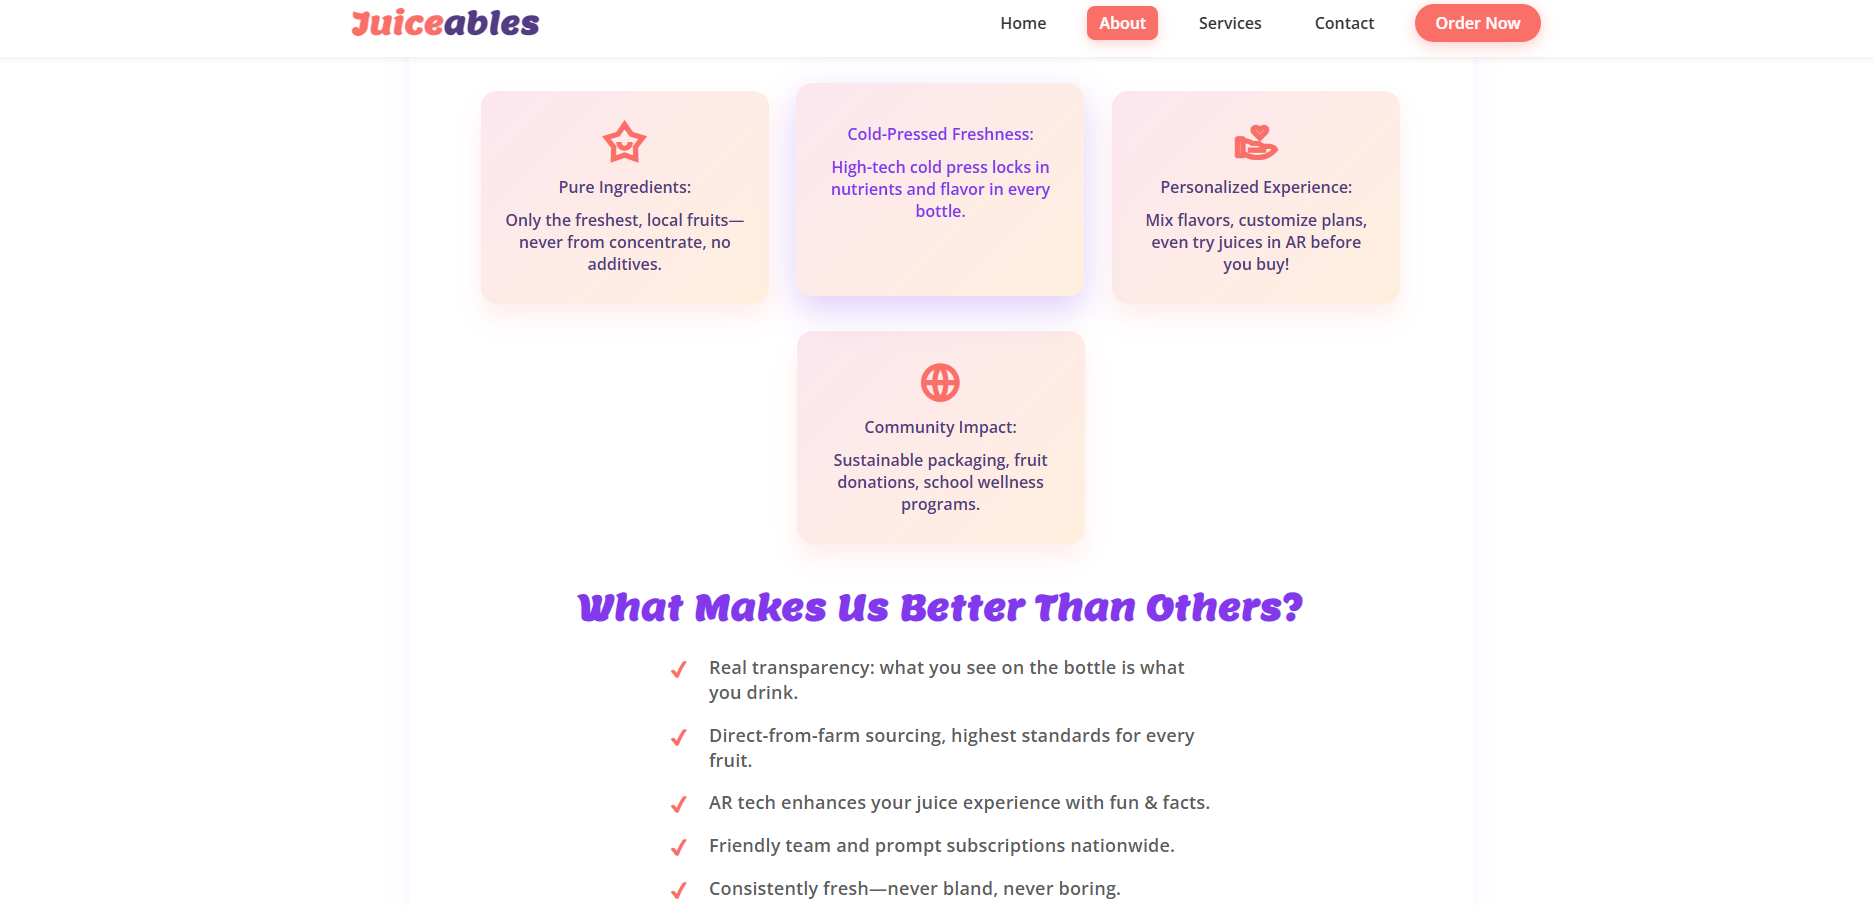 Juiceables
Home
About
Services
Contact
Order Now
Pure Ingredients:
Only the freshest, local fruits—
never from concentrate, no
additives.
Cold-Pressed Freshness:
High-tech cold press locks in
nutrients and flavor in every
bottle.
Personalized Experience:
Mix flavors, customize plans,
even try juices in AR before
you buy!
Community Impact:
Sustainable packaging, fruit
donations, school wellness
programs.
What Makes Us Better Than Others?
Real transparency: what you see on the bottle is what
you drink.
Direct-from-farm sourcing, highest standards for every
fruit.
AR tech enhances your juice experience with fun & facts.
Friendly team and prompt subscriptions nationwide.
Consistently fresh—never bland, never boring.